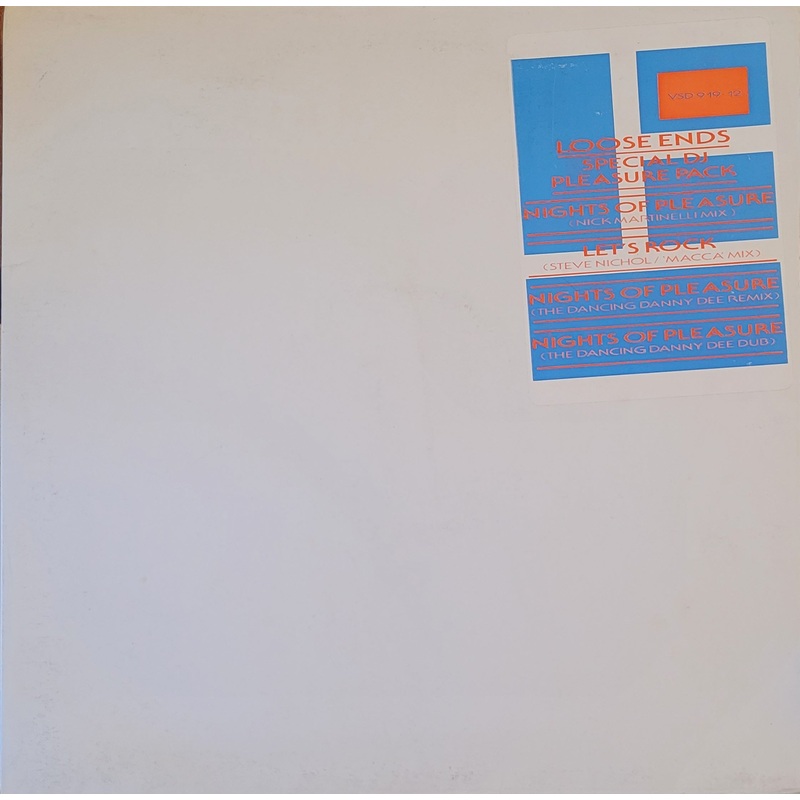 VSD 919-12
LOOSE ENDS
SPECIAL DJ
PLEASURE PACK
NIGHTS OF PLEASURE
(NICK MARTINELLI MIX)
LET'S ROCK
(STEVE NICHOL / 'MACCA' MIX)
NIGHTS OF PLEASURE
(THE DANCING DANNY DEE REMIX)
NIGHTS OF PLEASURE
(THE DANCING DANNY DEE DUB)